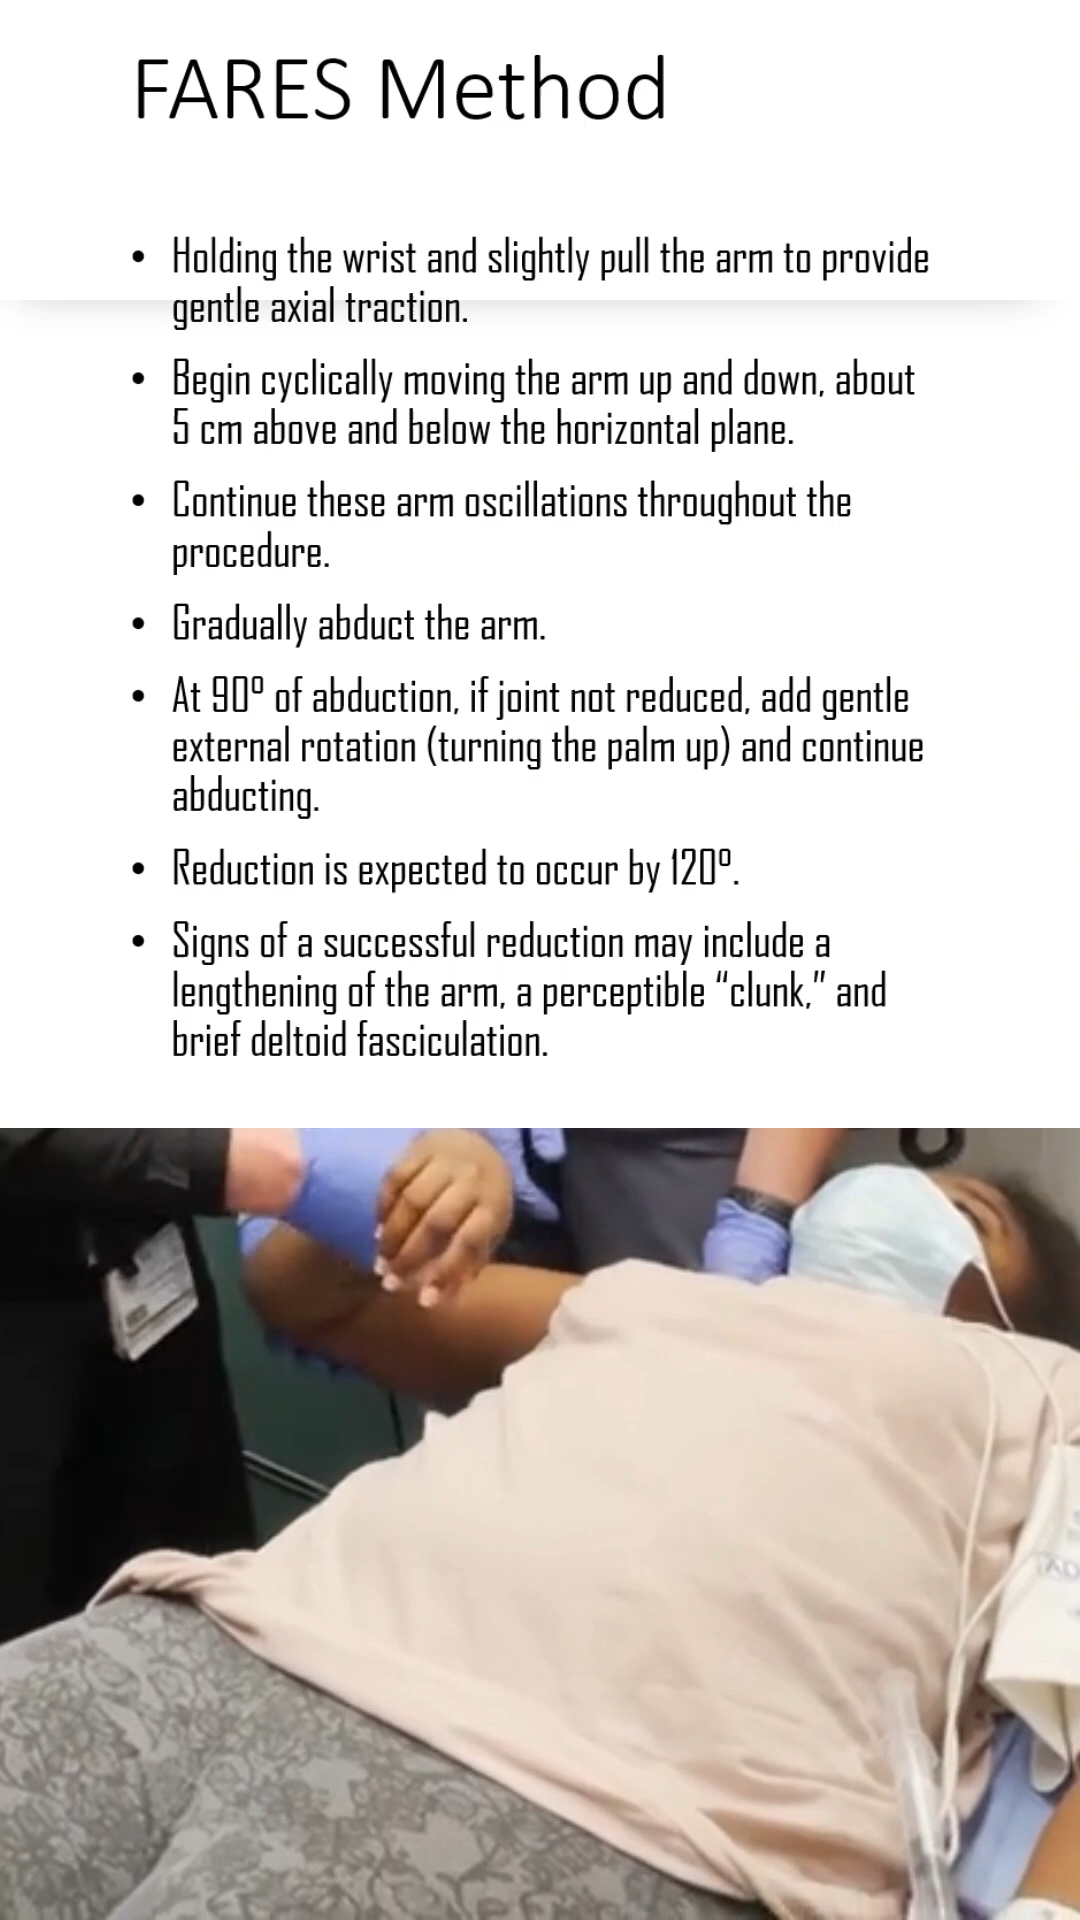 FARES Method
• Holding the wrist and slightly pull the arm to provide
gentle axial traction.
• Begin cyclically moving the arm up and down, about
5 cm above and below the horizontal plane.
• Continue these arm oscillations throughout the
procedure.
• Gradually abduct the arm.
• At 90º of abduction, if joint not reduced, add gentle
external rotation (turning the palm up) and continue
abducting.
• Reduction is expected to occur by 120º.
• Signs of a successful reduction may include a
lengthening of the arm, a perceptible “clunk,” and
brief deltoid fasciculation.